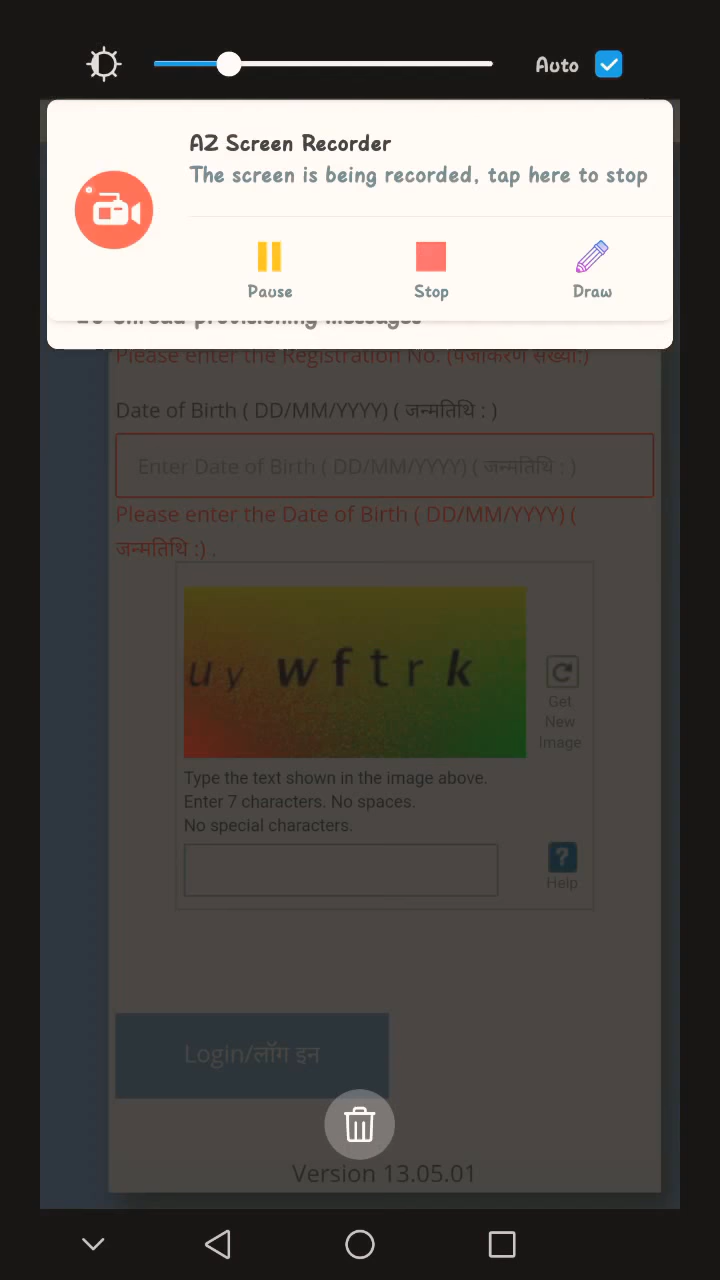 Auto
AZ Screen Recorder
The screen is being recorded, tap here to stop
Pause
Stop
Draw
unread provisioning messages
Please enter the Registration No. (पंजीकरण संख्या:)
Date of Birth ( DD/MM/YYYY) ( जन्मतिथि : )
Enter Date of Birth ( DD/MM/YYYY) ( जन्मतिथि : )
Please enter the Date of Birth ( DD/MM/YYYY) (
जन्मतिथि :) .
uy wftrk
Get
New
Image
Type the text shown in the image above.
Enter 7 characters. No spaces.
No special characters.
?
Help
Login/लॉग इन
Version 13.05.01